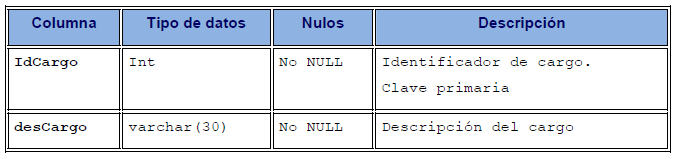 Columna Tipo de datos Nulos Descripción
IdCargo Int No NULL Identificador de cargo.
Clave primaria
desCargo varchar(30) No NULL Descripción del cargo